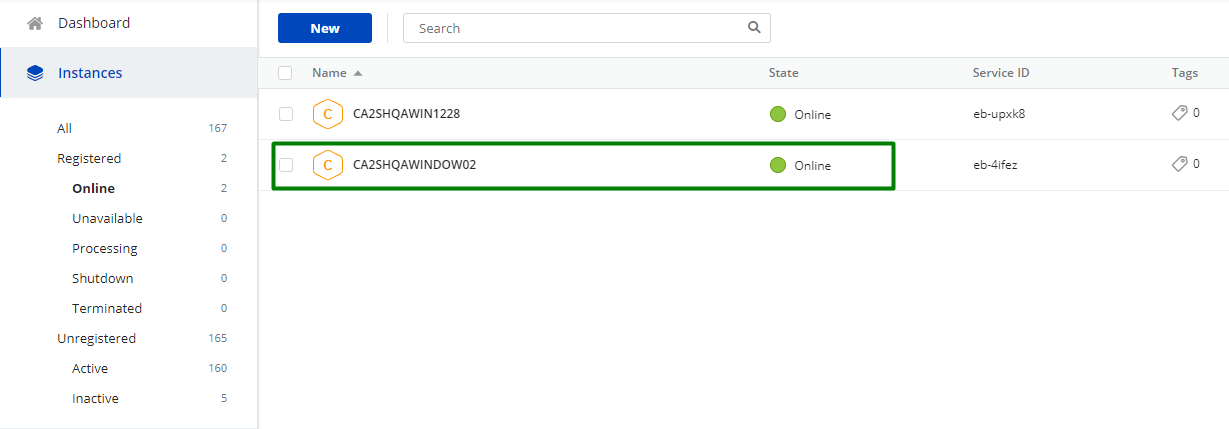 Dashboard
New
Search
Instances
Name
State
Service ID
Tags
C
CA2SHQAWIN1228
Online
eb-upxk8
0
C
CA2SHQAWINDOW02
Online
eb-4ifez
0
All 167
Registered 2
Online 2
Unavailable 0
Processing 0
Shutdown 0
Terminated 0
Unregistered 165
Active 160
Inactive 5